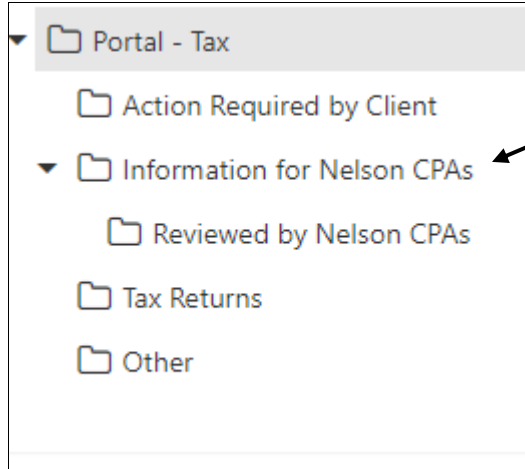 Portal - Tax
Action Required by Client
Information for Nelson CPAs
Reviewed by Nelson CPAs
Tax Returns
Other